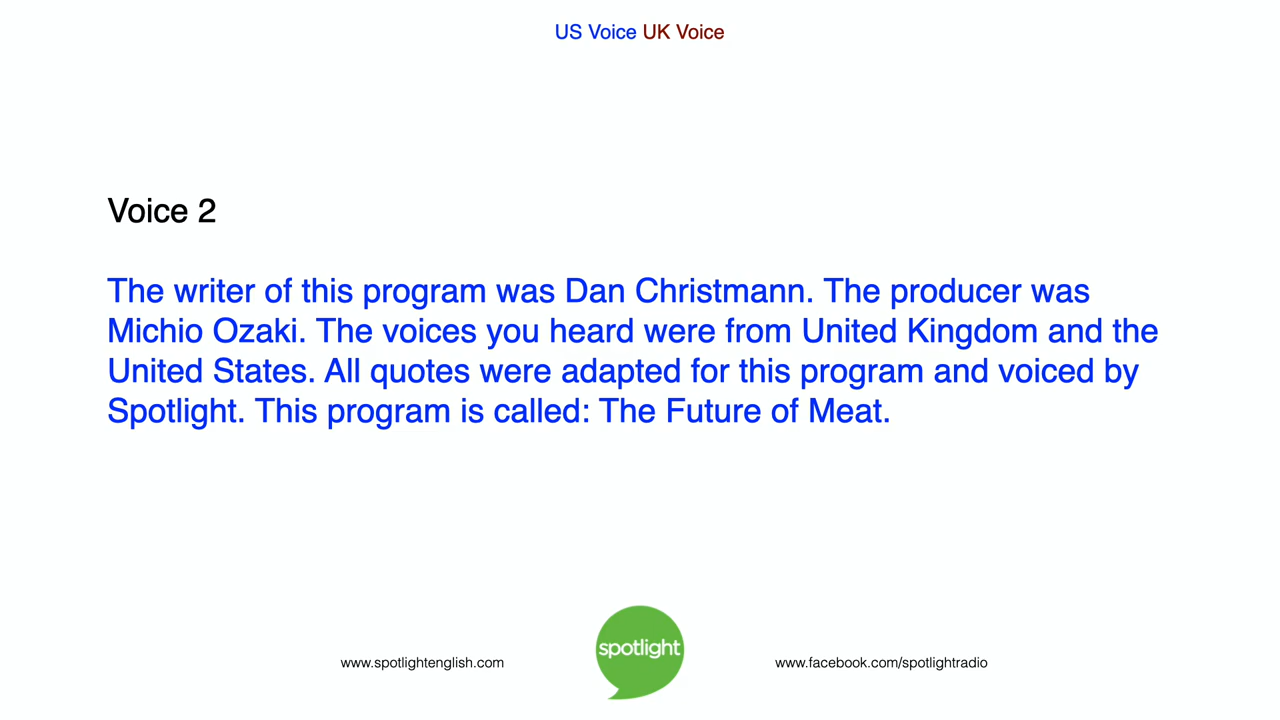 US Voice UK Voice
Voice 2
The writer of this program was Dan Christmann. The producer was
Michio Ozaki. The voices you heard were from United Kingdom and the
United States. All quotes were adapted for this program and voiced by
Spotlight. This program is called: The Future of Meat.
www.spotlightenglish.com
spotlight
www.facebook.com/spotlightradio